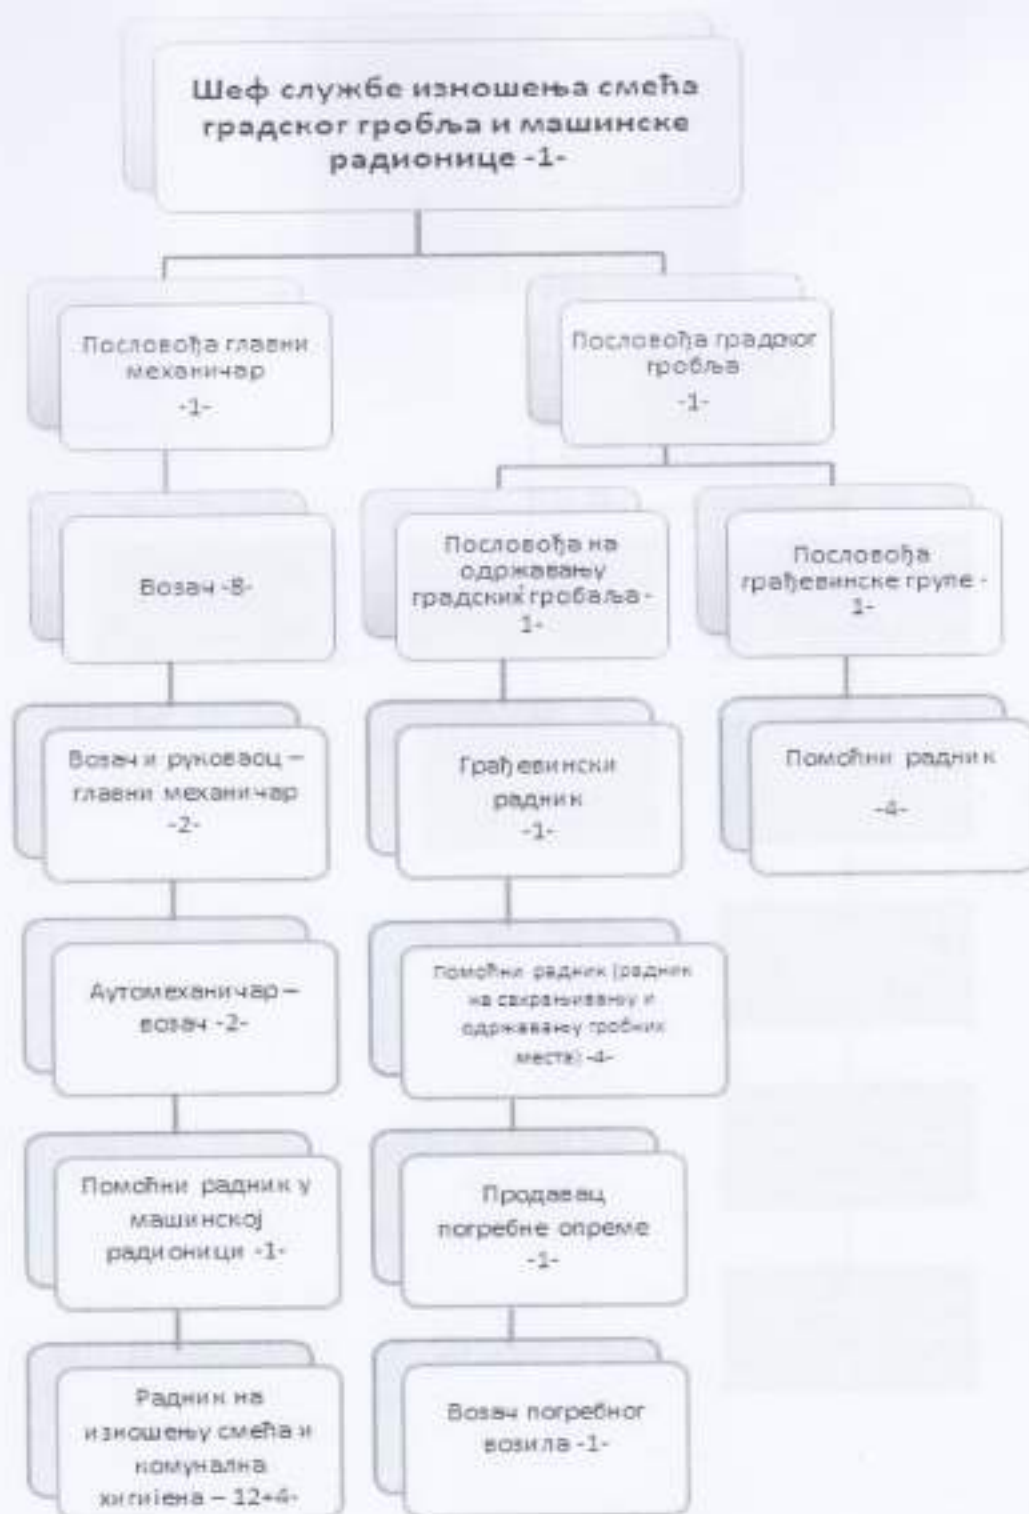 Шеф службе изношења смећа
градског гробља и машинске
радионице -1-
Пословођа главни
механичар
-1-
Пословођа градског
гробља
-1-
Возач -8-
Пословођа на
одржавању
градских гробаља -
1-
Пословођа
грађевинске групе -
1-
Возач и руковаоц –
главни механичар
-2-
Грађевински
радник
-1-
Помоћни радник
-4-
Аутомеханичар –
возач -2-
Помоћни радник (радник
на сахрањивању и
одржавању гробних
места) -4-
Помоћни радник у
машинској
радионици -1-
Продавац
погребне опреме
-1-
Радник на
изношењу смећа и
комунална
хигијена – 12+4-
Возач погребног
возила -1-